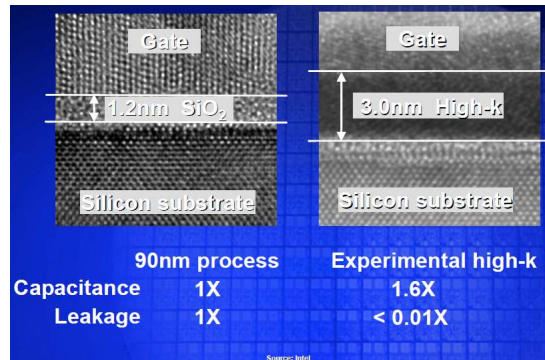 Gate
1.2nm SiO₂
Silicon substrate
Gate
3.0nm High-k
Silicon substrate
90nm process Experimental high-k
Capacitance 1X 1.6X
Leakage 1X < 0.01X
Source: Intel